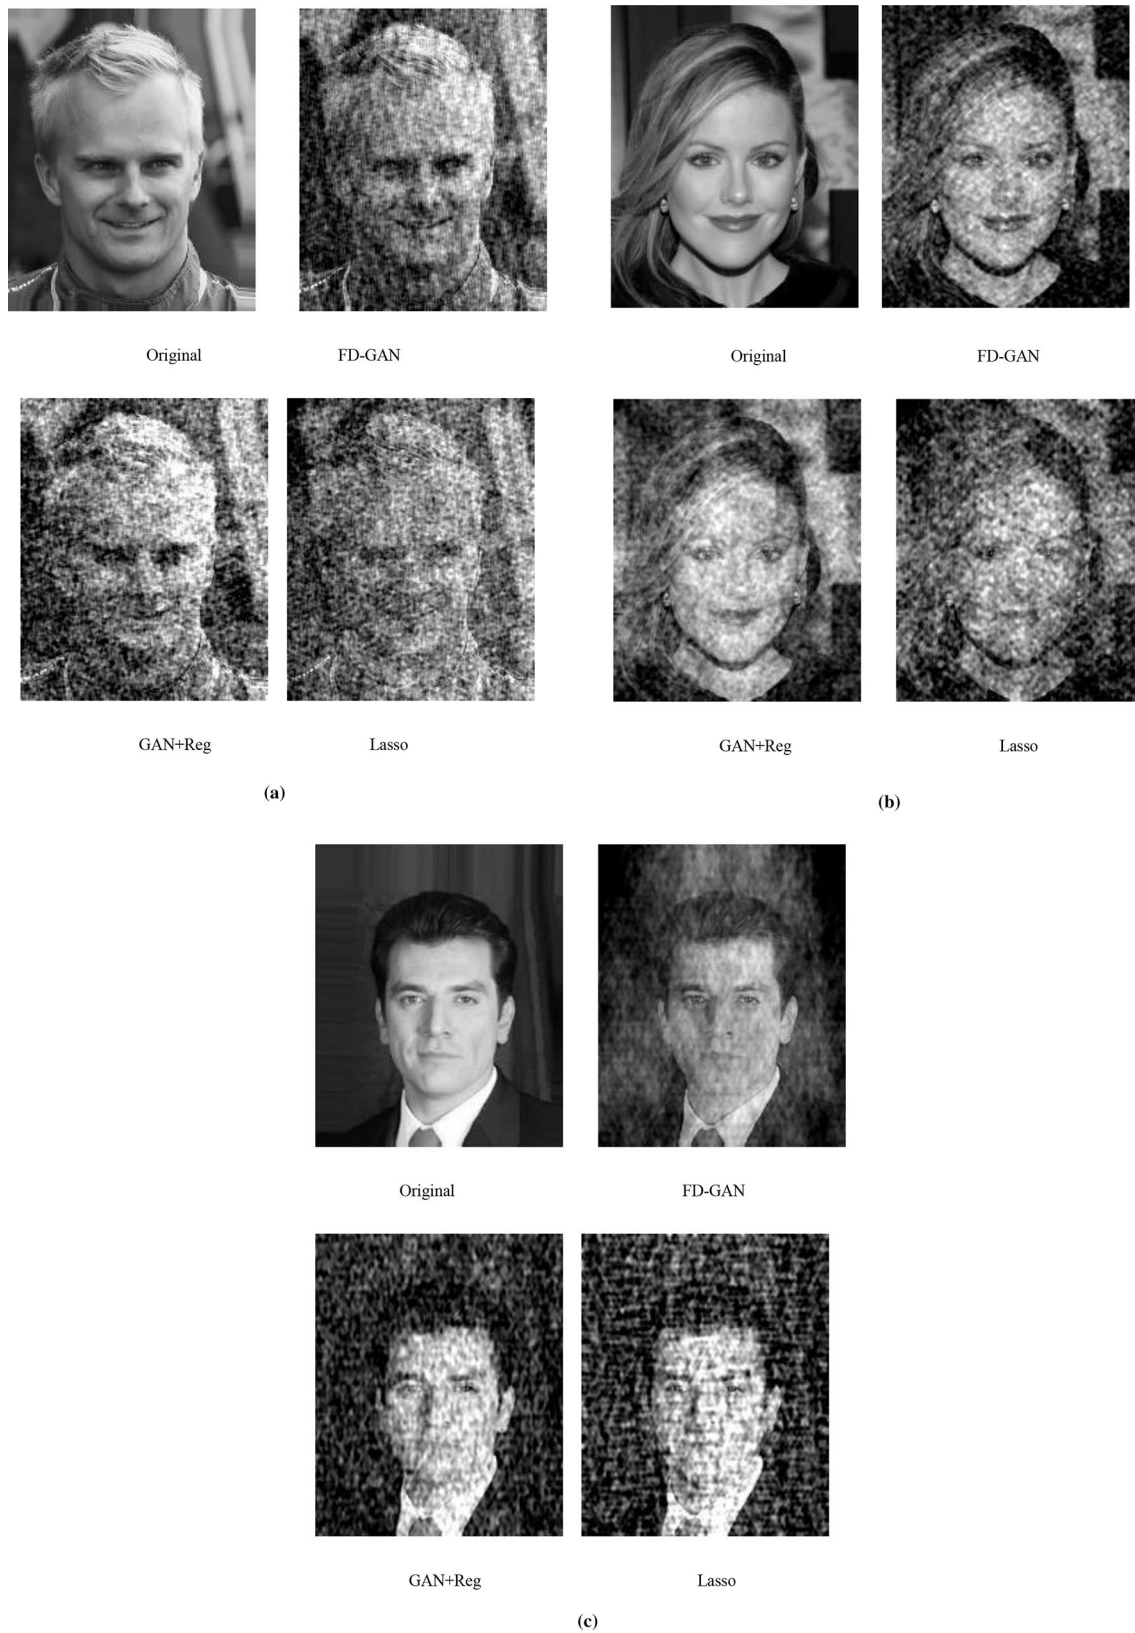 Original
FD-GAN
GAN+Reg
Lasso
(a)
Original
FD-GAN
GAN+Reg
Lasso
(b)
Original
FD-GAN
GAN+Reg
Lasso
(c)